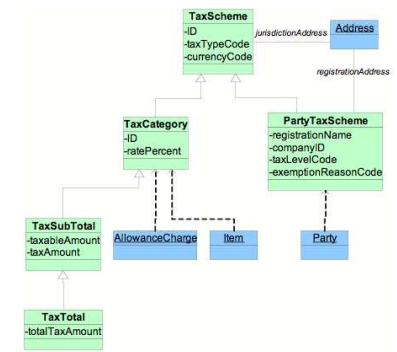 TaxScheme
-ID
-taxTypeCode
-currencyCode
jurisdictionAddress
Address
registrationAddress
TaxCategory
-ID
-ratePercent
PartyTaxScheme
-registrationName
-companyID
-taxLevelCode
-exemptionReasonCode
TaxSubTotal
-taxableAmount
-taxAmount
AllowanceCharge
Item
Party
TaxTotal
-totalTaxAmount